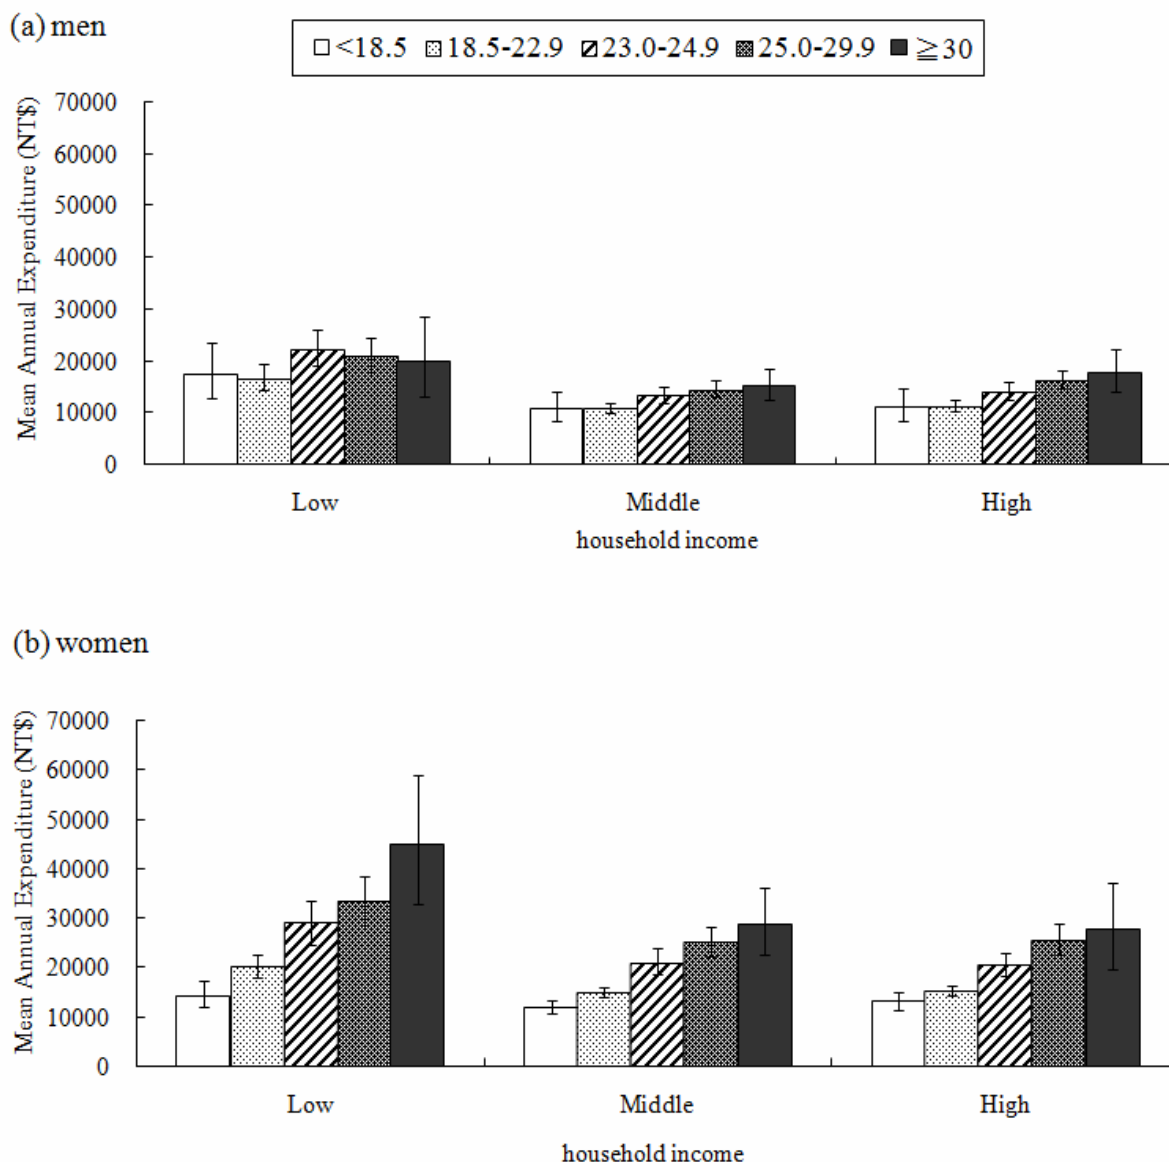 (a) men
<18.5 18.5-22.9 23.0-24.9 25.0-29.9 ≧30
Mean Annual Expenditure (NT$)
70000
60000
50000
40000
30000
20000
10000
0
Low Middle High
household income
(b) women
Mean Annual Expenditure (NT$)
70000
60000
50000
40000
30000
20000
10000
0
Low Middle High
household income